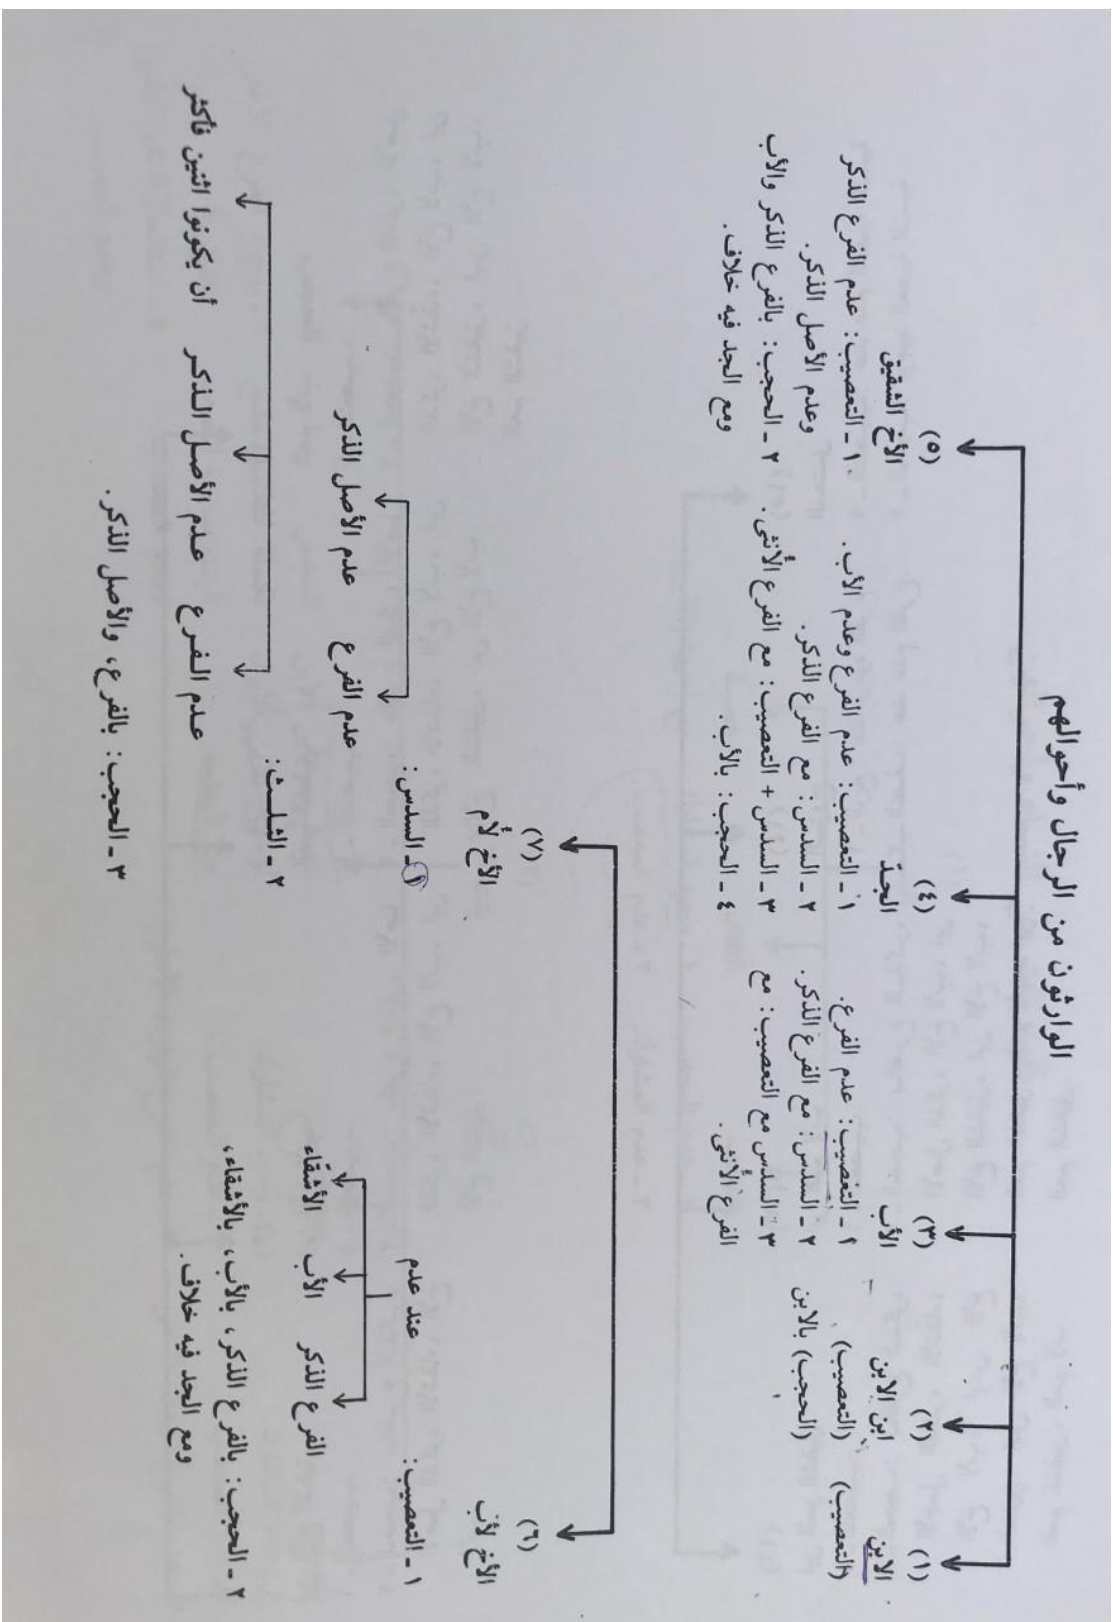 الوارثون من الرجال وأحوالهم
(١)
الابن
(التعصيب)
(٢)
ابن الابن
(التعصيب)
(الحجب) بالابن
(٣)
الأب
١ - التعصيب: عدم الفرع.
٢ - السدس: مع الفرع الذكر.
٣ - السدس مع التعصيب: مع
الفرع الأنثى.
(٤)
الجد
١ - التعصيب: عدم الفرع وعدم الأب.
٢ - السدس: مع الفرع الذكر.
٣ - السدس + التعصيب: مع الفرع الأنثى.
٤ - الحجب: بالأب.
(٥)
الأخ الشقيق
١ - التعصيب: عدم الفرع الذكر
وعدم الأصل الذكر.
٢ - الحجب: بالفرع الذكر والأب
ومع الجد فيه خلاف.
(٦)
الأخ لأب
١ - التعصيب:
عند عدم
الفرع الذكر الأب الأشقاء
٢ - الحجب: بالفرع الذكر، بالأب، بالأشقاء،
ومع الجد فيه خلاف.
(٧)
الأخ لأم
١ - السدس:
عدم الفرع عدم الأصل الذكر
٢ - الثلث:
عدم الفرع عدم الأصل الذكر أن يكونوا اثنين فأكثر
٣ - الحجب: بالفرع، والأصل الذكر.